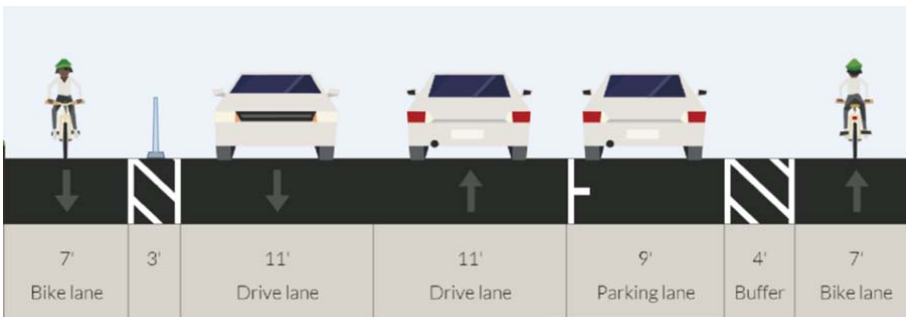 7' 3' 11' 11' 9' 4' 7'
Bike lane Drive lane Drive lane Parking lane Buffer Bike lane